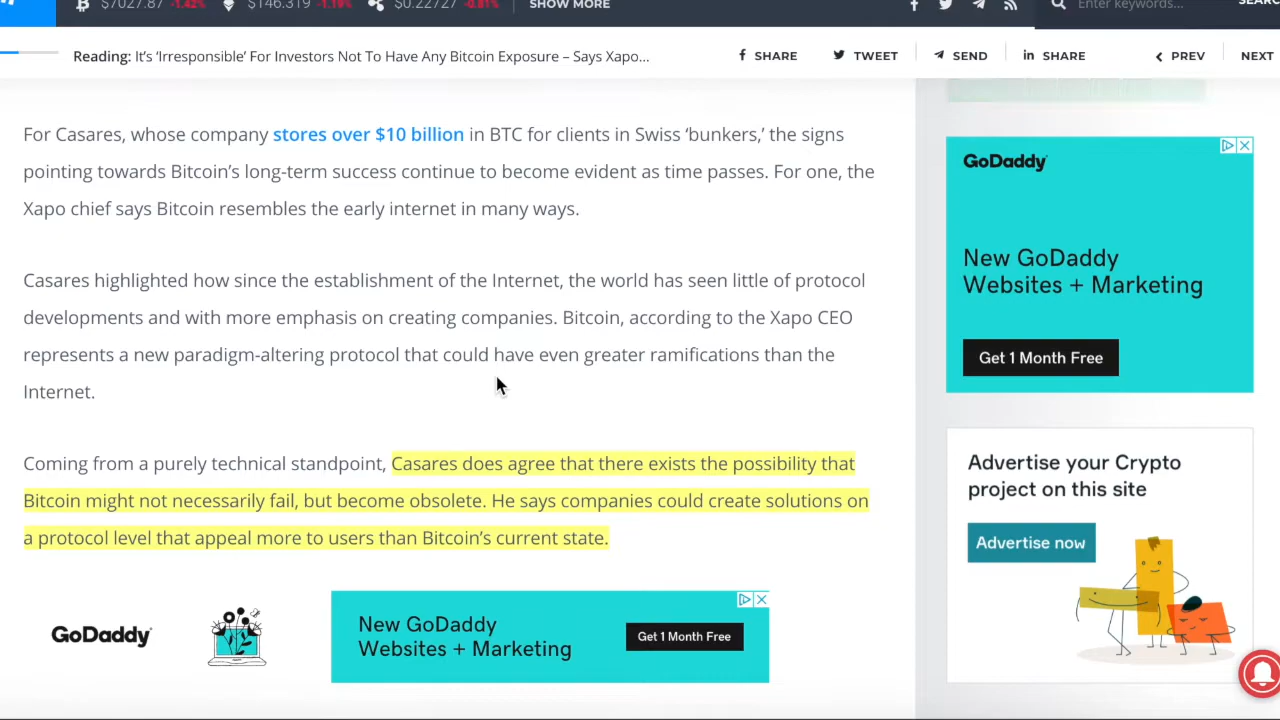 $7027.87 -1.42% $146.319 -1.19% $0.22727 -0.81% SHOW MORE
Enter keywords...
Reading: It's ‘Irresponsible’ For Investors Not To Have Any Bitcoin Exposure – Says Xapo...
SHARE TWEET SEND SHARE PREV NEXT
For Casares, whose company stores over $10 billion in BTC for clients in Swiss ‘bunkers,’ the signs
pointing towards Bitcoin’s long-term success continue to become evident as time passes. For one, the
Xapo chief says Bitcoin resembles the early internet in many ways.
Casares highlighted how since the establishment of the Internet, the world has seen little of protocol
developments and with more emphasis on creating companies. Bitcoin, according to the Xapo CEO
represents a new paradigm-altering protocol that could have even greater ramifications than the
Internet.
Coming from a purely technical standpoint, Casares does agree that there exists the possibility that
Bitcoin might not necessarily fail, but become obsolete. He says companies could create solutions on
a protocol level that appeal more to users than Bitcoin’s current state.
GoDaddy
New GoDaddy
Websites + Marketing
Get 1 Month Free
GoDaddy
New GoDaddy
Websites + Marketing
Get 1 Month Free
Advertise your Crypto
project on this site
Advertise now